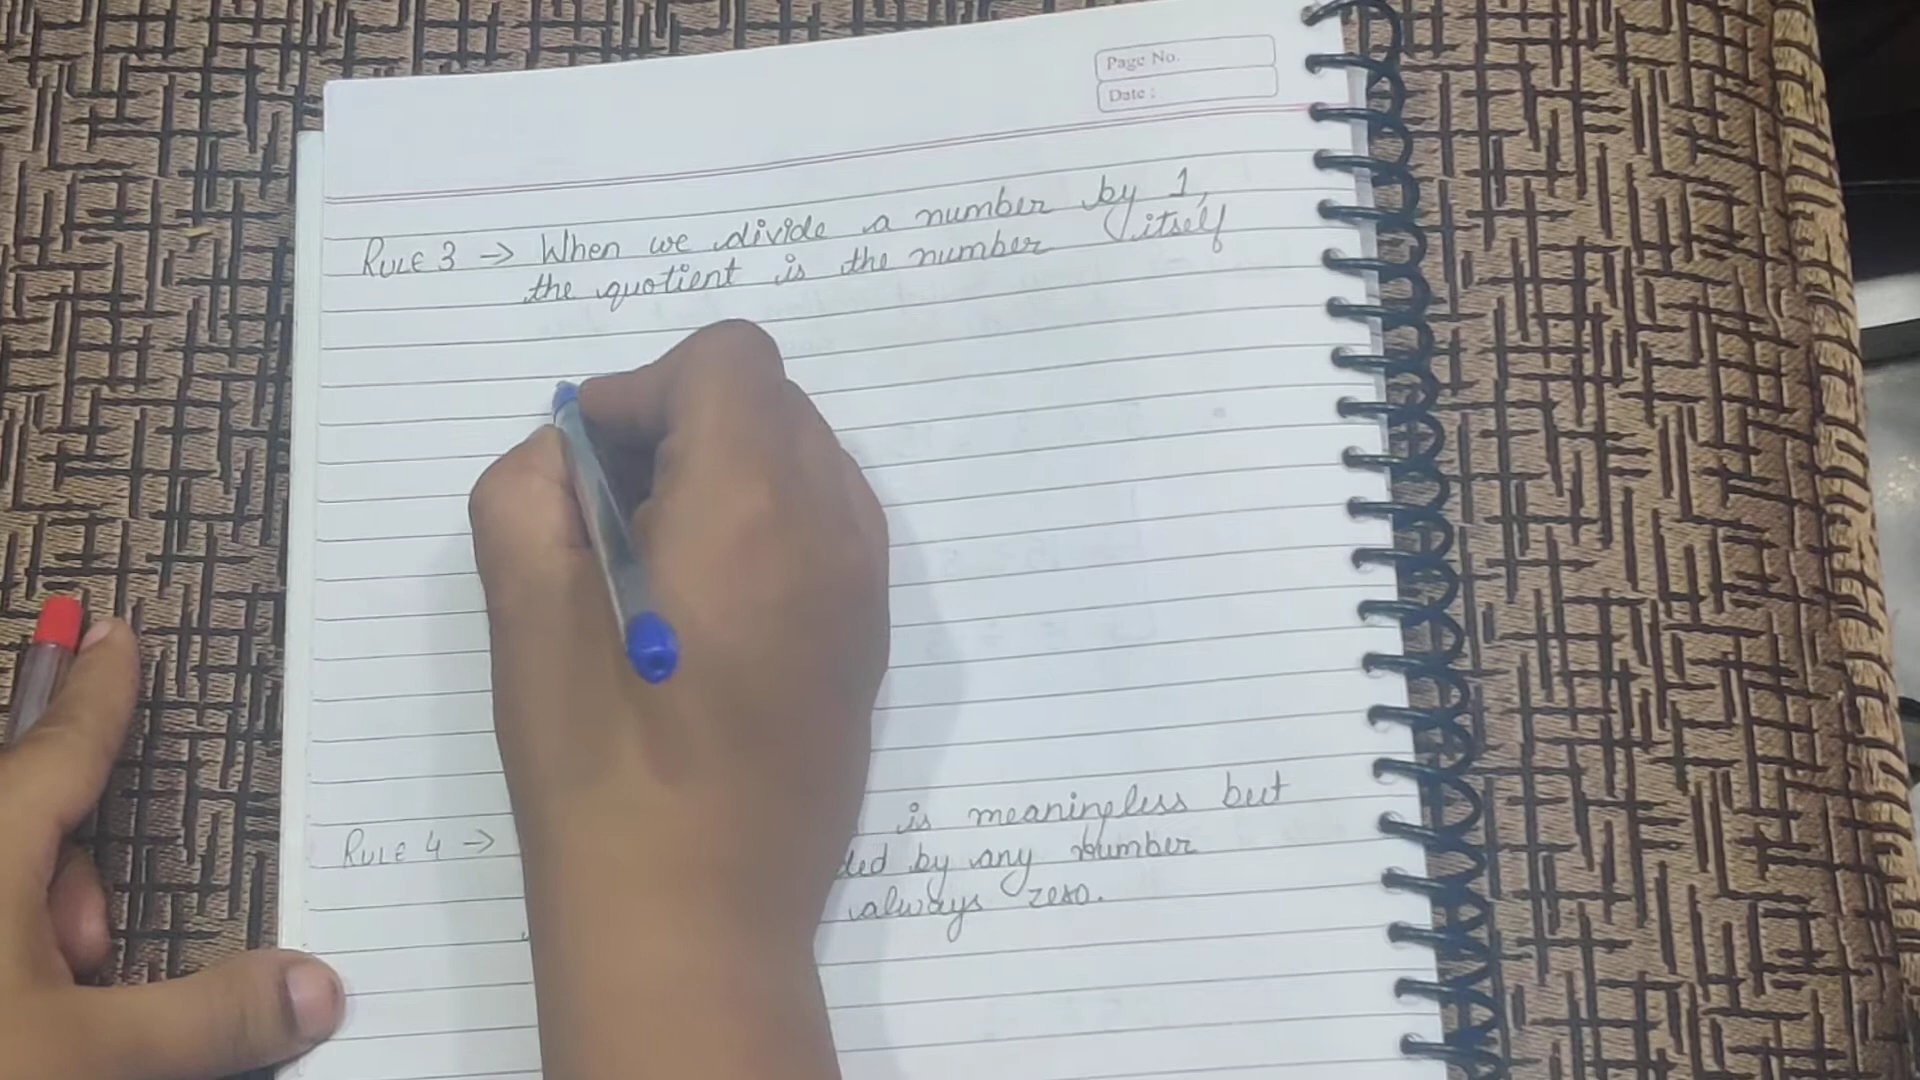 Page No.
Date :
RULE 3 → When we divide a number by 1,
the quotient is the number itself
RULE 4 → is meaningless but
ded by any number
always zero.